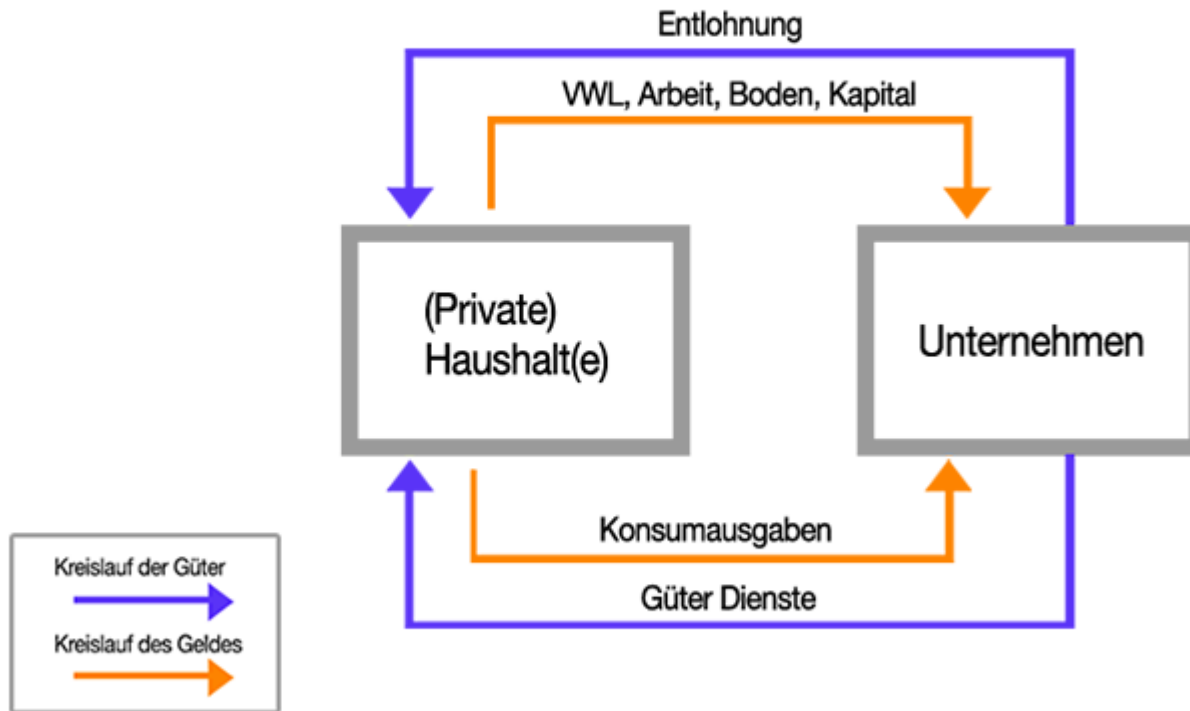 Entlohnung
VWL, Arbeit, Boden, Kapital
(Private)
Haushalt(e)
Unternehmen
Konsumausgaben
Güter Dienste
Kreislauf der Güter
Kreislauf des Geldes